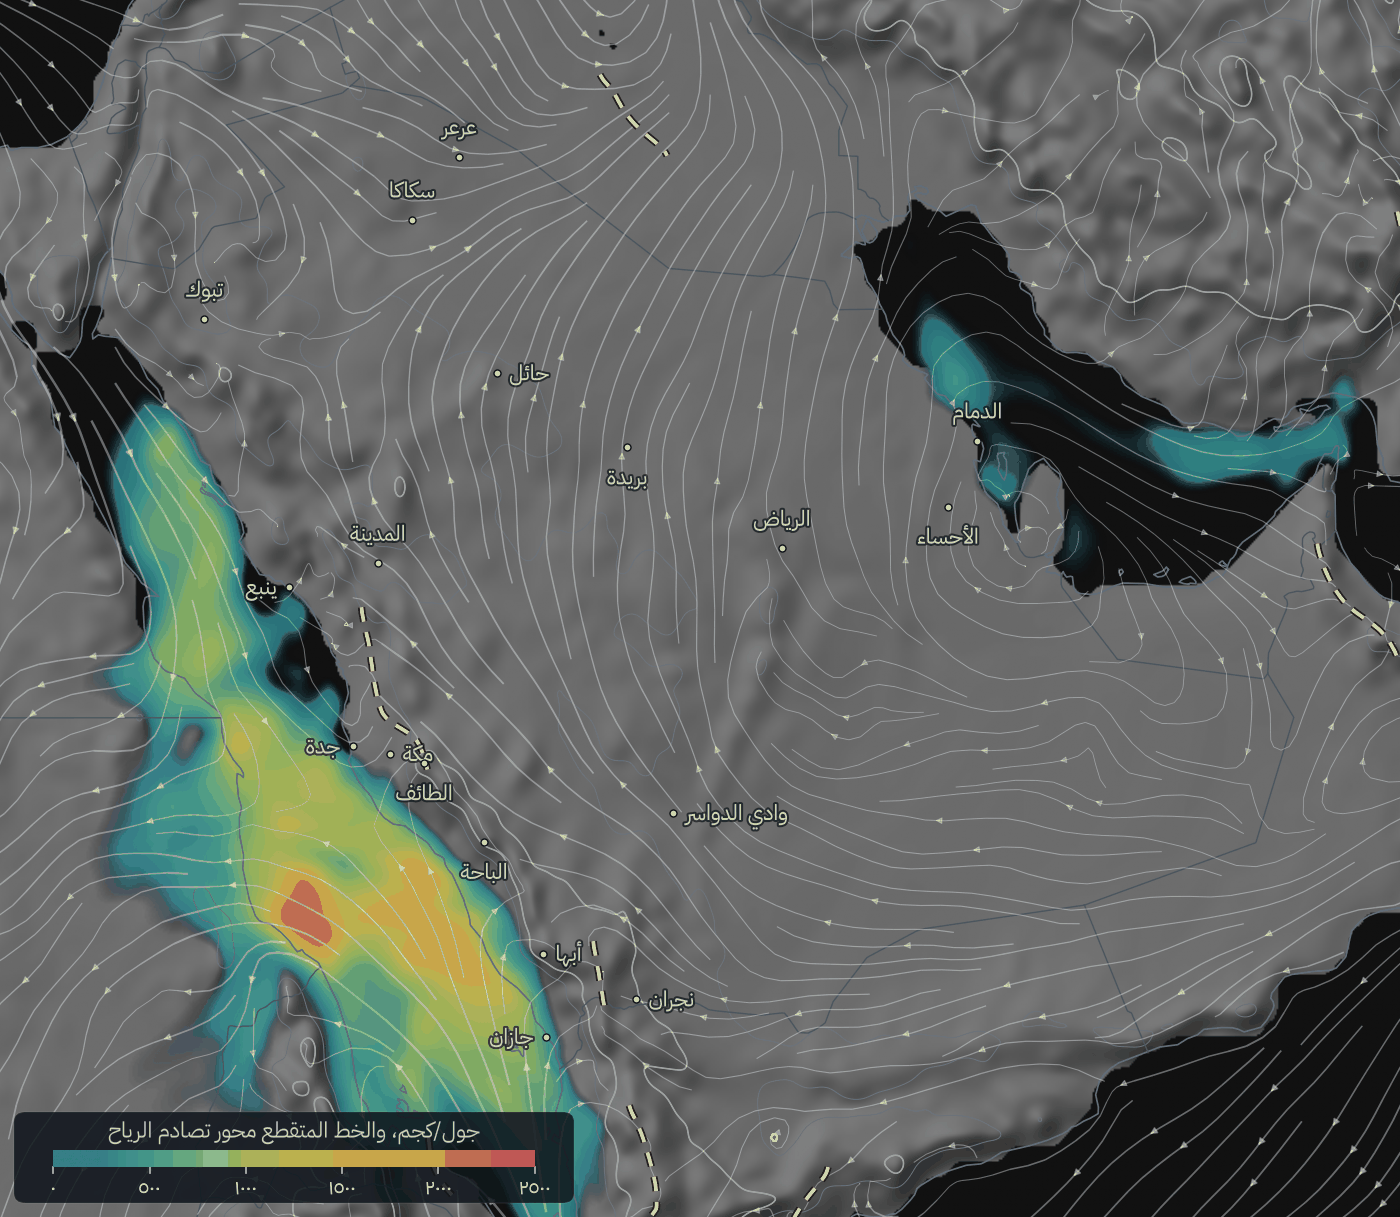 عرعر
سكاكا
تبوك
حائل
الدمام
بريدة
الرياض
الأحساء
المدينة
ينبع
جدة
مكة
الطائف
وادي الدواسر
الباحة
أبها
نجران
جازان
جول/كجم، والخط المتقطع محور تصادم الرياح
٠ ٥٠٠ ١٠٠٠ ١٥٠٠ ٢٠٠٠ ٢٥٠٠